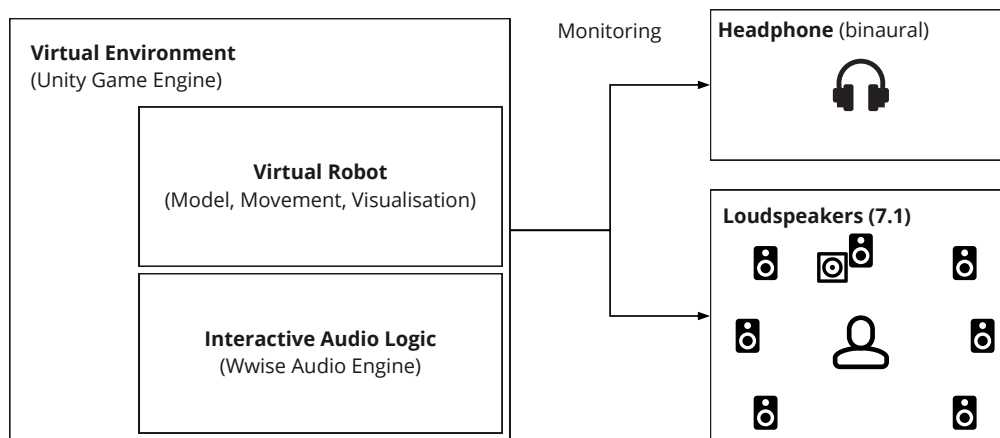 Virtual Environment
(Unity Game Engine)
Virtual Robot
(Model, Movement, Visualisation)
Interactive Audio Logic
(Wwise Audio Engine)
Monitoring
Headphone (binaural)
Loudspeakers (7.1)